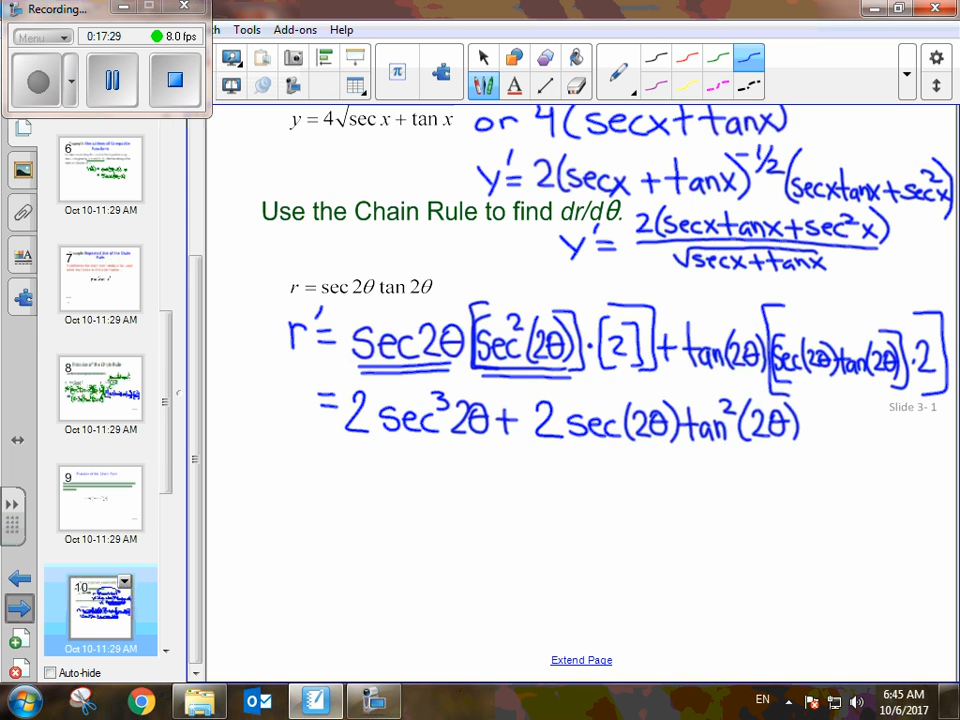 Recording...
Menu
0:17:29
8.0 fps
Tools Add-ons Help
6
Oct 10-11:29 AM
7
Oct 10-11:29 AM
8
Oct 10-11:29 AM
9
Oct 10-11:29 AM
10
Oct 10-11:29 AM
Auto-hide
y = 4√sec x + tan x
or 4(secx+tanx)
y' = 2(secx + tanx)^-1/2 (secxtanx+sec²x)
Use the Chain Rule to find dr/dθ.
y' = 2(secxtanx+sec²x) / √secx+tanx
r = sec 2θ tan 2θ
r' = sec2θ [sec²(2θ)]·[2]] + tan(2θ)[[sec(2θ)tan(2θ)]·2]
= 2 sec³2θ + 2 sec(2θ)tan²(2θ)
Slide 3- 1
Extend Page
EN
6:45 AM
10/6/2017